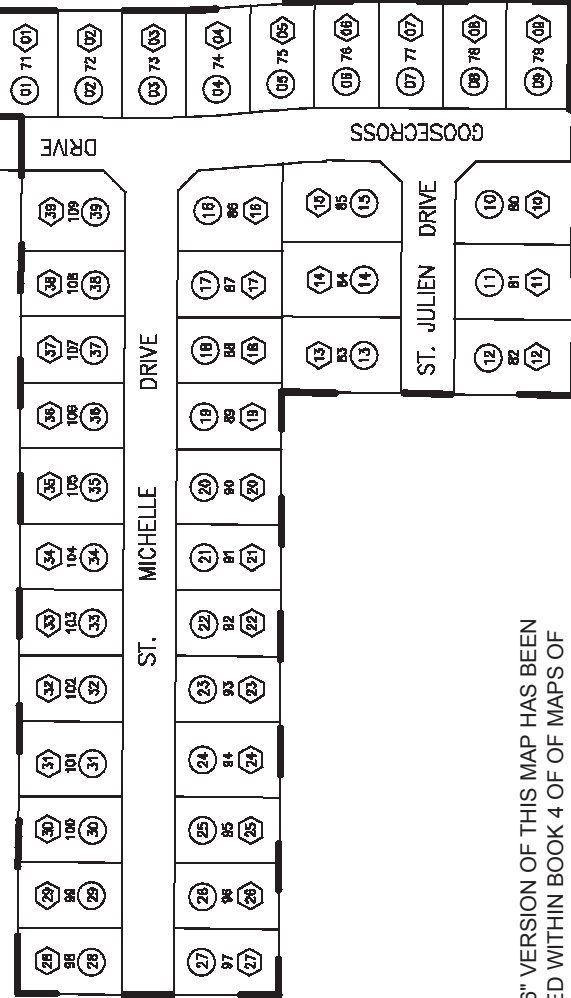 01 71 01
02 72 02
03 73 03
04 74 04
05 75 05
06 76 06
07 77 07
08 78 08
09 79 09
DRIVE
GOOSECROSS
39 109 39
38 108 38
37 107 37
36 106 36
35 105 35
34 104 34
33 103 33
32 102 32
31 101 31
30 100 30
29 99 29
28 98 28
ST. MICHELLE DRIVE
16 86 16
17 87 17
18 88 18
19 89 19
20 90 20
21 91 21
22 92 22
23 93 23
24 94 24
25 95 25
26 96 26
27 97 27
15 85 15
14 84 14
13 83 13
ST. JULIEN DRIVE
10 80 10
11 81 11
12 82 12
6" VERSION OF THIS MAP HAS BEEN
ED WITHIN BOOK 4 OF OF MAPS OF